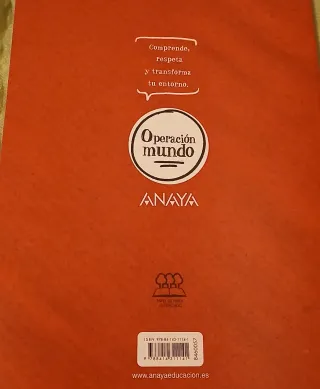 Comprende,
respeta
y transforma
tu entorno.
Operación
mundo
ANAYA
www.anayaeducacion.es